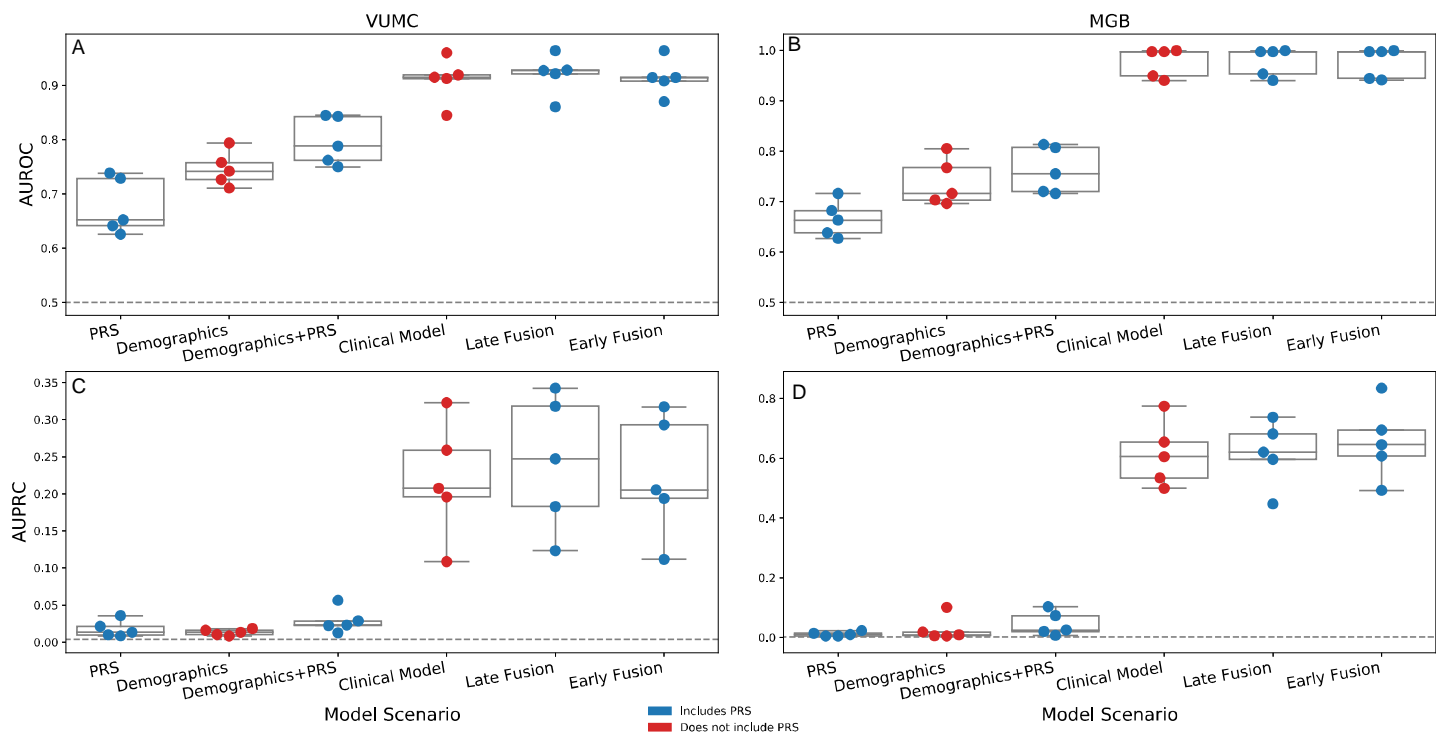 VUMC
MGB
A
AUROC
0.9
0.8
0.7
0.6
0.5
PRS
Demographics
Demographics+PRS
Clinical Model
Late Fusion
Early Fusion
B
1.0
0.9
0.8
0.7
0.6
0.5
PRS
Demographics
Demographics+PRS
Clinical Model
Late Fusion
Early Fusion
C
AUPRC
0.35
0.30
0.25
0.20
0.15
0.10
0.05
0.00
PRS
Demographics
Demographics+PRS
Clinical Model
Late Fusion
Early Fusion
Model Scenario
D
0.8
0.6
0.4
0.2
0.0
PRS
Demographics
Demographics+PRS
Clinical Model
Late Fusion
Early Fusion
Model Scenario
Includes PRS
Does not include PRS